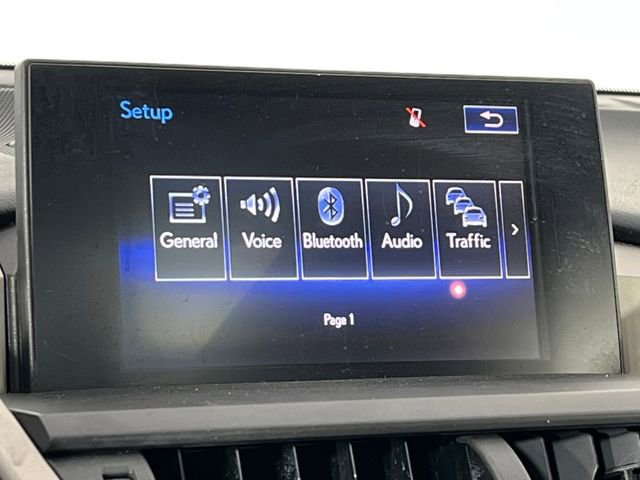 Setup
General Voice Bluetooth Audio Traffic >
Page 1